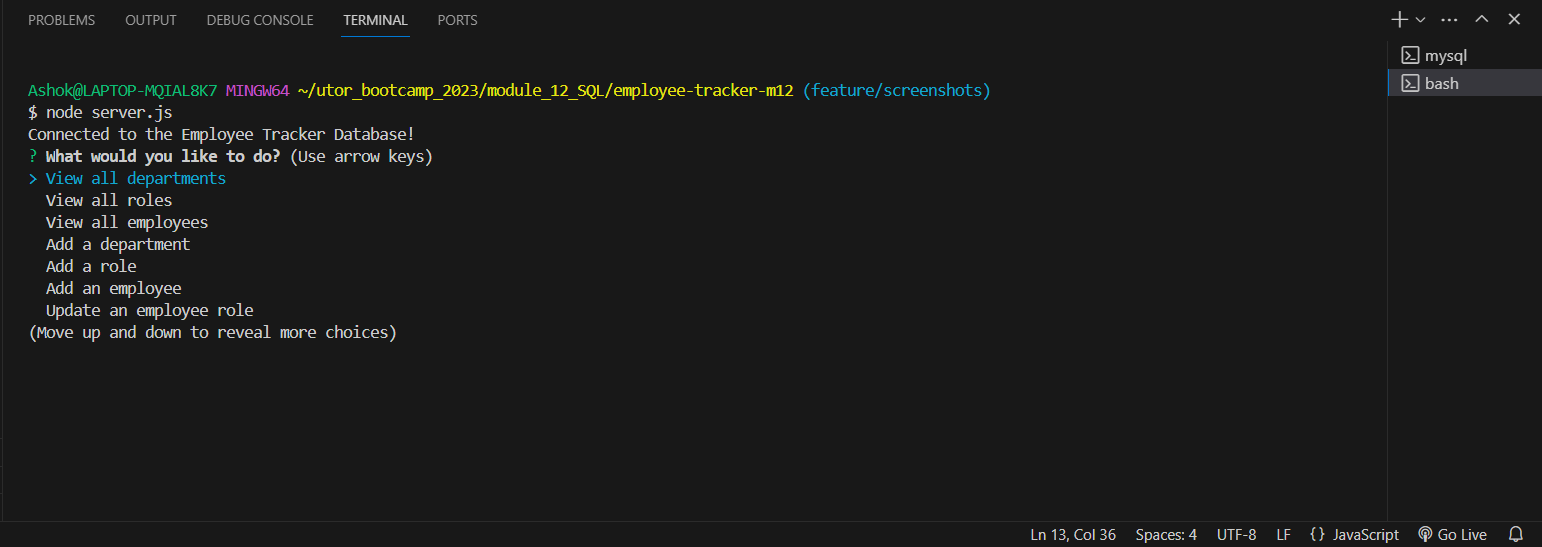 PROBLEMS OUTPUT DEBUG CONSOLE TERMINAL PORTS
mysql
bash
Ashok@LAPTOP-MQIAL8K7 MINGW64 ~/utor_bootcamp_2023/module_12_SQL/employee-tracker-m12 (feature/screenshots)
$ node server.js
Connected to the Employee Tracker Database!
? What would you like to do? (Use arrow keys)
> View all departments
View all roles
View all employees
Add a department
Add a role
Add an employee
Update an employee role
(Move up and down to reveal more choices)
Ln 13, Col 36 Spaces: 4 UTF-8 LF {} JavaScript Go Live